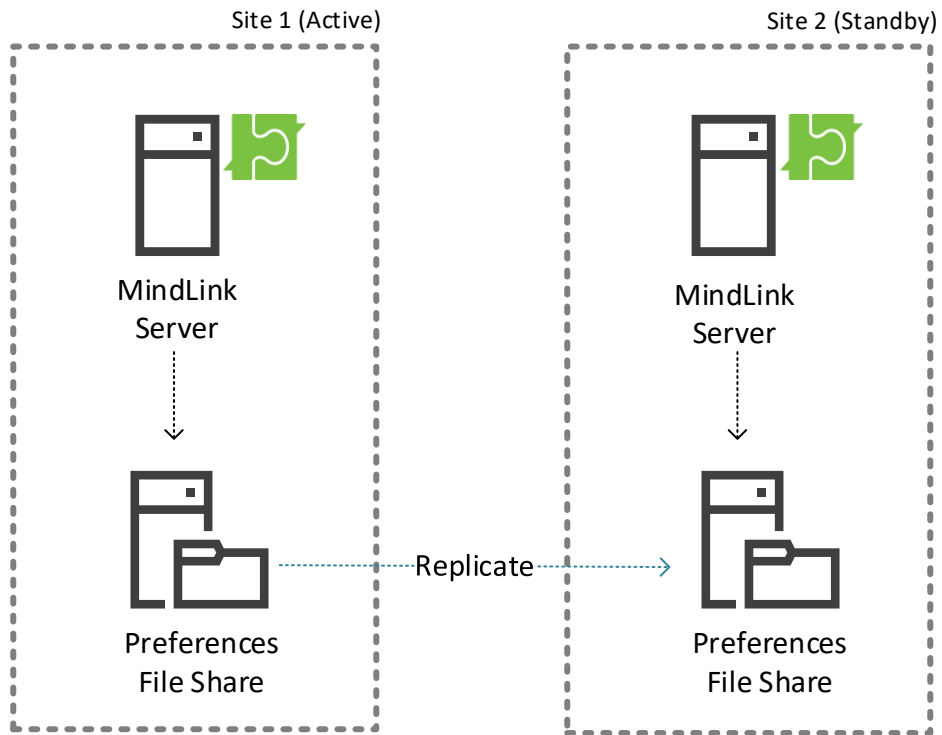 Site 1 (Active)
Site 2 (Standby)
MindLink
Server
MindLink
Server
Replicate
Preferences
File Share
Preferences
File Share